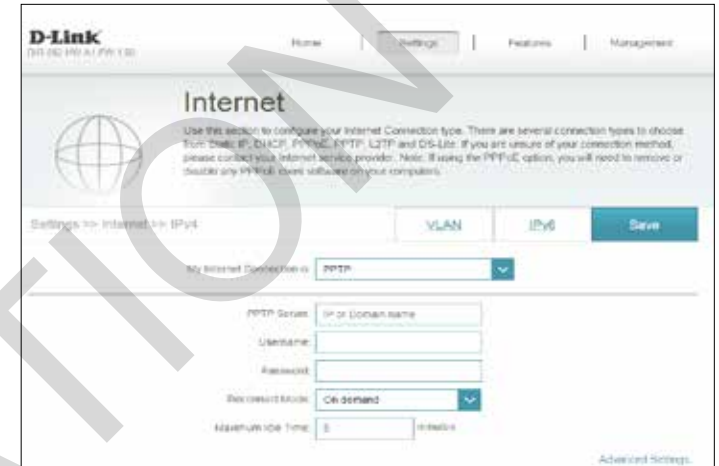 D-Link
Home | Settings | Features | Management
Internet
Use this section to configure your Internet Connection type. There are several connection types to choose
from: Static IP, DHCP, PPPoE, PPTP, L2TP and DS-Lite. If you are unsure of your connection method,
please contact your Internet service provider. Note: If using the PPPoE option, you will need to remove or
disable any PPPoE client software on your computers.
Settings >> Internet >> IPv4
VLAN
IPv6
Save
My Internet Connection is: PPTP
PPTP Server: IP or Domain name
Username:
Password:
Reconnect Mode: On demand
Maximum Idle Time: 5 minutes
Advanced Settings